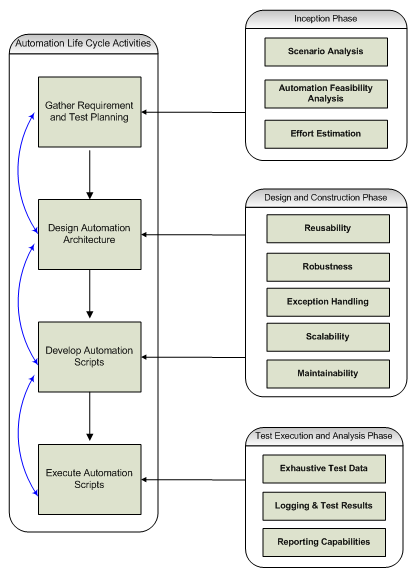 Automation Life Cycle Activities
Gather Requirement
and Test Planning
Design Automation
Architecture
Develop Automation
Scripts
Execute Automation
Scripts
Inception Phase
Scenario Analysis
Automation Feasibility
Analysis
Effort Estimation
Design and Construction Phase
Reusability
Robustness
Exception Handling
Scalability
Maintainability
Test Execution and Analysis Phase
Exhaustive Test Data
Logging & Test Results
Reporting Capabilities